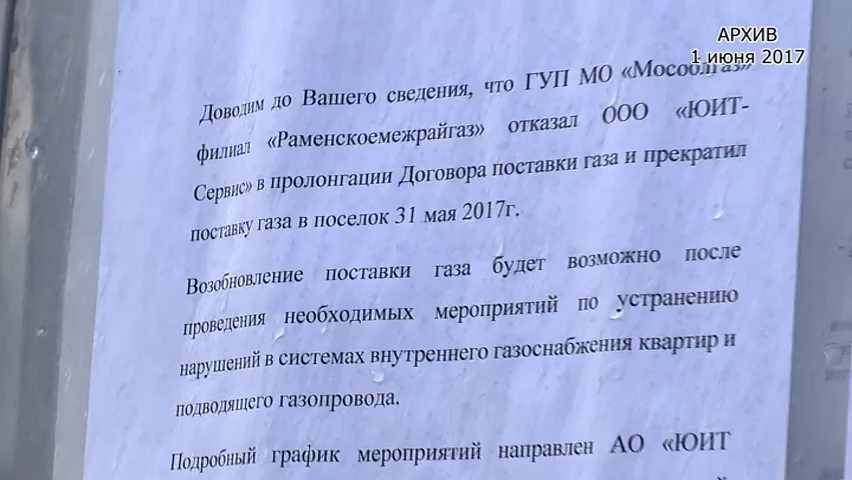 АРХИВ
1 июня 2017
Доводим до Вашего сведения, что ГУП МО «Мособлгаз»
филиал «Раменскоемежрайгаз» отказал ООО «ЮИТ-
Сервис» в пролонгации Договора поставки газа и прекратил
поставку газа в поселок 31 мая 2017г.
Возобновление поставки газа будет возможно после
проведения необходимых мероприятий по устранению
нарушений в системах внутреннего газоснабжения квартир и
подводящего газопровода.
Подробный график мероприятий направлен АО «ЮИТ